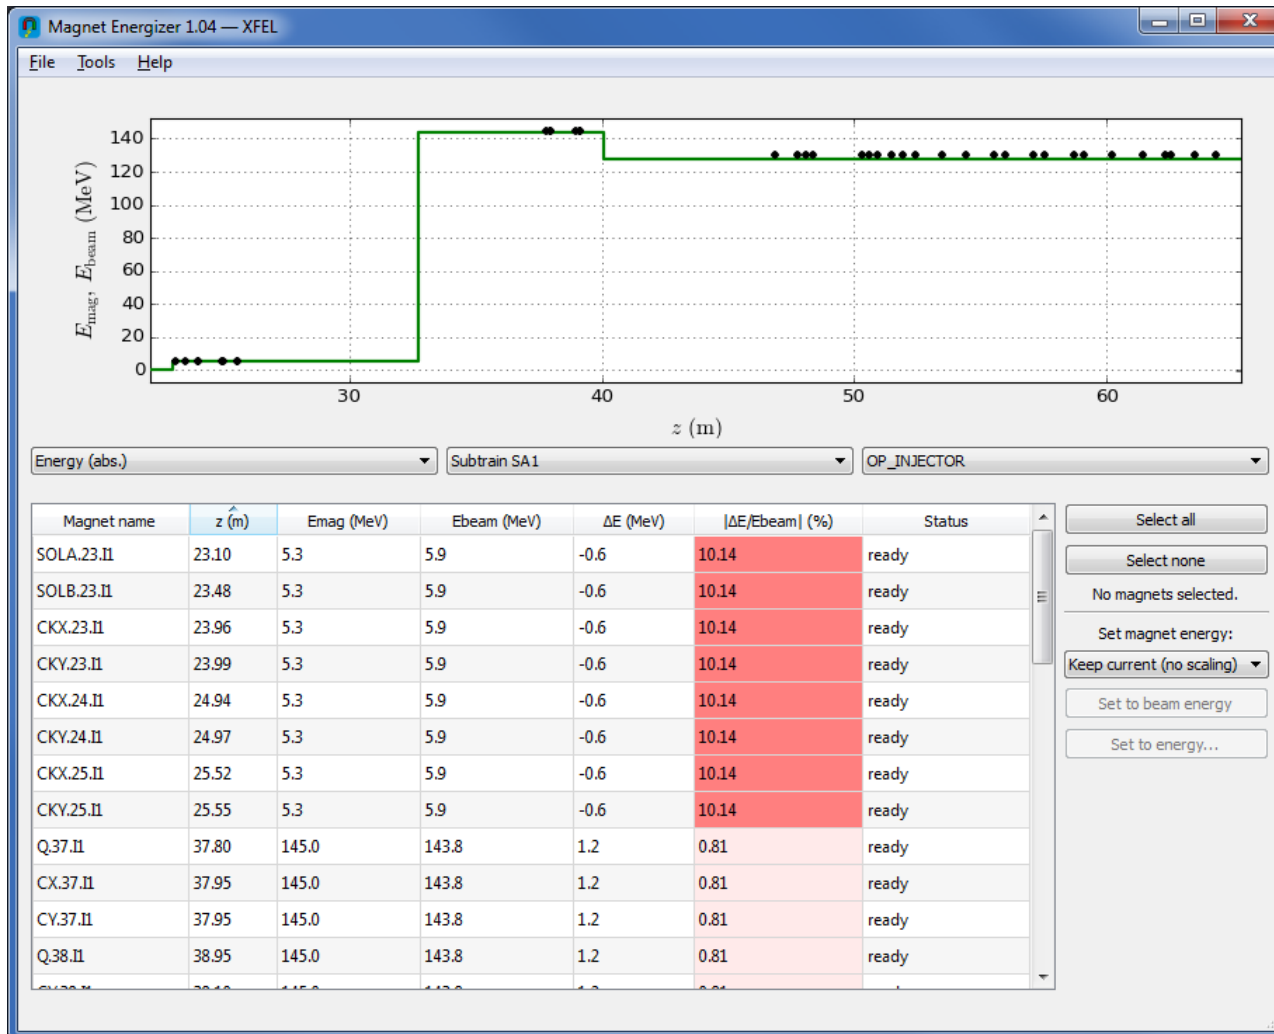 Magnet Energizer 1.04 — XFEL
File Tools Help
140
120
100
80
60
40
20
0
E_mag, E_beam (MeV)
30 40 50 60
z (m)
Energy (abs.) Subtrain SA1 OP_INJECTOR
Magnet name z (m) Emag (MeV) Ebeam (MeV) ΔE (MeV) |ΔE/Ebeam| (%) Status
SOLA.23.I1 23.10 5.3 5.9 -0.6 10.14 ready
SOLB.23.I1 23.48 5.3 5.9 -0.6 10.14 ready
CKX.23.I1 23.96 5.3 5.9 -0.6 10.14 ready
CKY.23.I1 23.99 5.3 5.9 -0.6 10.14 ready
CKX.24.I1 24.94 5.3 5.9 -0.6 10.14 ready
CKY.24.I1 24.97 5.3 5.9 -0.6 10.14 ready
CKX.25.I1 25.52 5.3 5.9 -0.6 10.14 ready
CKY.25.I1 25.55 5.3 5.9 -0.6 10.14 ready
Q.37.I1 37.80 145.0 143.8 1.2 0.81 ready
CX.37.I1 37.95 145.0 143.8 1.2 0.81 ready
CY.37.I1 37.95 145.0 143.8 1.2 0.81 ready
Q.38.I1 38.95 145.0 143.8 1.2 0.81 ready
Select all
Select none
No magnets selected.
Set magnet energy:
Keep current (no scaling)
Set to beam energy
Set to energy...